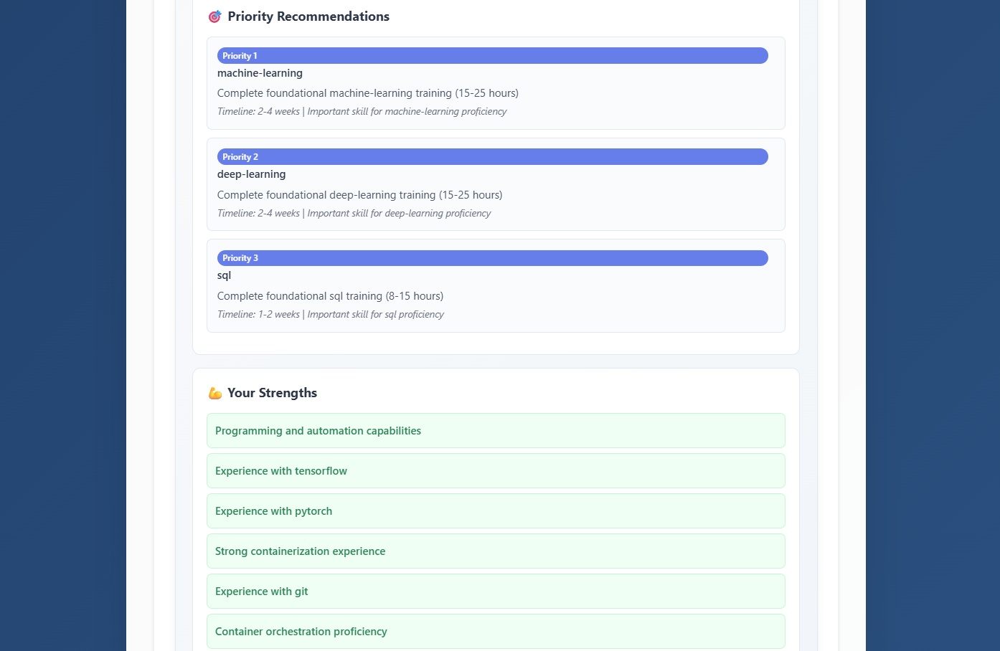 Priority Recommendations
Priority 1
machine-learning
Complete foundational machine-learning training (15-25 hours)
Timeline: 2-4 weeks | Important skill for machine-learning proficiency
Priority 2
deep-learning
Complete foundational deep-learning training (15-25 hours)
Timeline: 2-4 weeks | Important skill for deep-learning proficiency
Priority 3
sql
Complete foundational sql training (8-15 hours)
Timeline: 1-2 weeks | Important skill for sql proficiency
Your Strengths
Programming and automation capabilities
Experience with tensorflow
Experience with pytorch
Strong containerization experience
Experience with git
Container orchestration proficiency